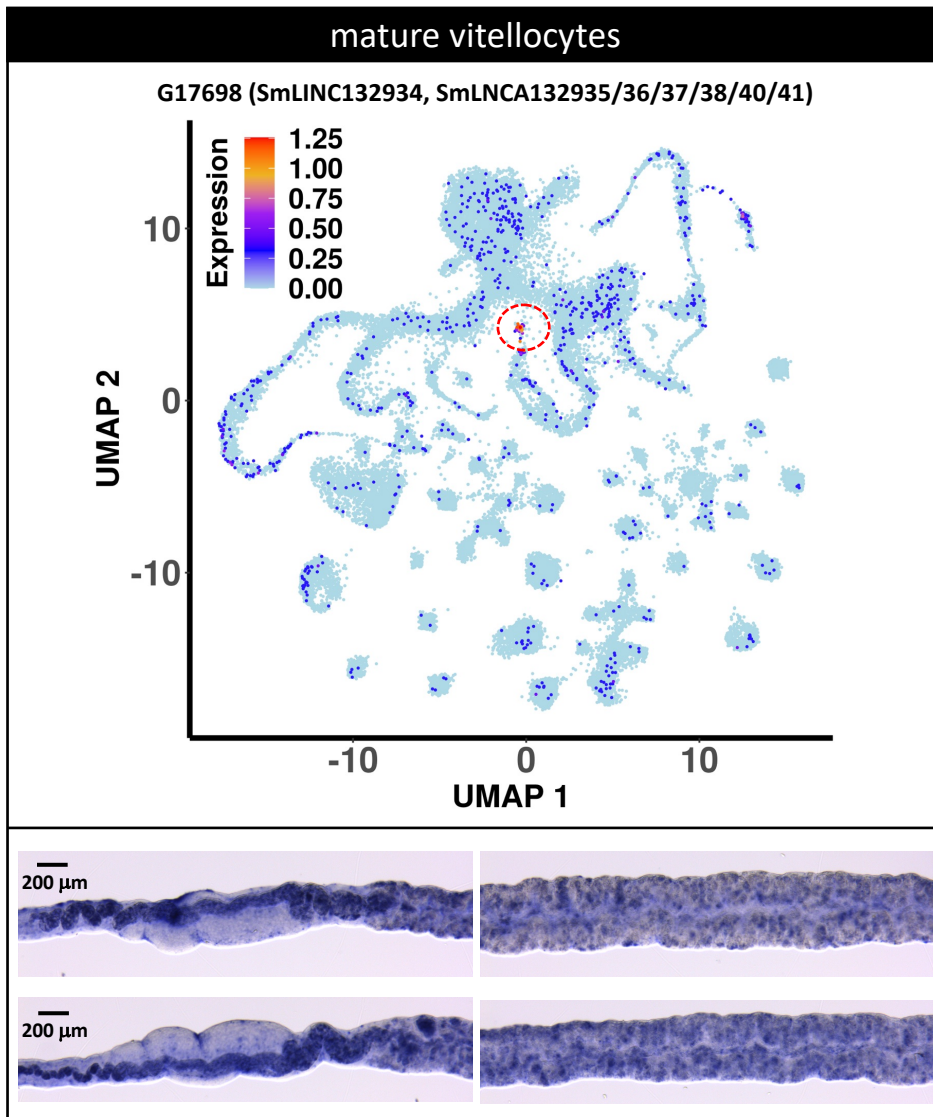 mature vitellocytes
G17698 (SmLINC132934, SmLNCA132935/36/37/38/40/41)
Expression
1.25
1.00
0.75
0.50
0.25
0.00
UMAP 2
10
0
-10
-10 0 10
UMAP 1
200 μm
200 μm